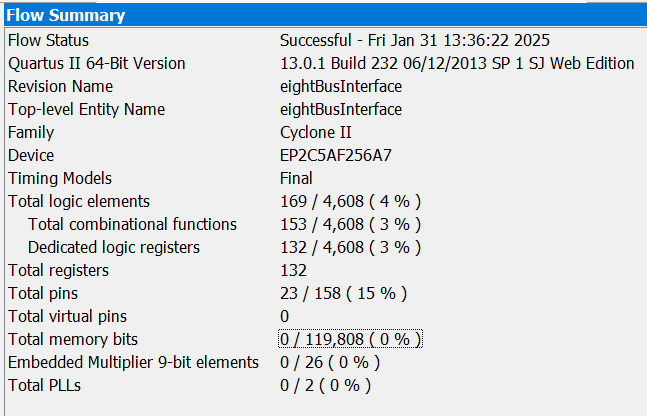 Flow Summary
Flow Status Successful - Fri Jan 31 13:36:22 2025
Quartus II 64-Bit Version 13.0.1 Build 232 06/12/2013 SP 1 SJ Web Edition
Revision Name eightBusInterface
Top-level Entity Name eightBusInterface
Family Cyclone II
Device EP2C5AF256A7
Timing Models Final
Total logic elements 169 / 4,608 ( 4 % )
Total combinational functions 153 / 4,608 ( 3 % )
Dedicated logic registers 132 / 4,608 ( 3 % )
Total registers 132
Total pins 23 / 158 ( 15 % )
Total virtual pins 0
Total memory bits 0 / 119,808 ( 0 % )
Embedded Multiplier 9-bit elements 0 / 26 ( 0 % )
Total PLLs 0 / 2 ( 0 % )